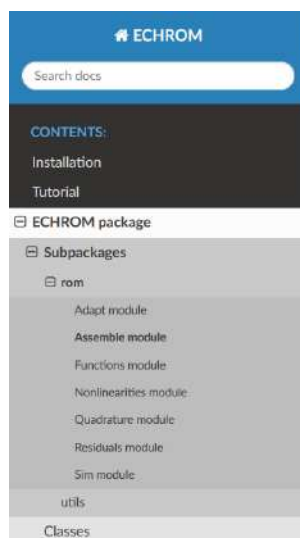 ECHROM
Search docs
CONTENTS:
Installation
Tutorial
ECHROM package
Subpackages
rom
Adapt module
Assemble module
Functions module
Nonlinearities module
Quadrature module
Residuals module
Sim module
utils
Classes